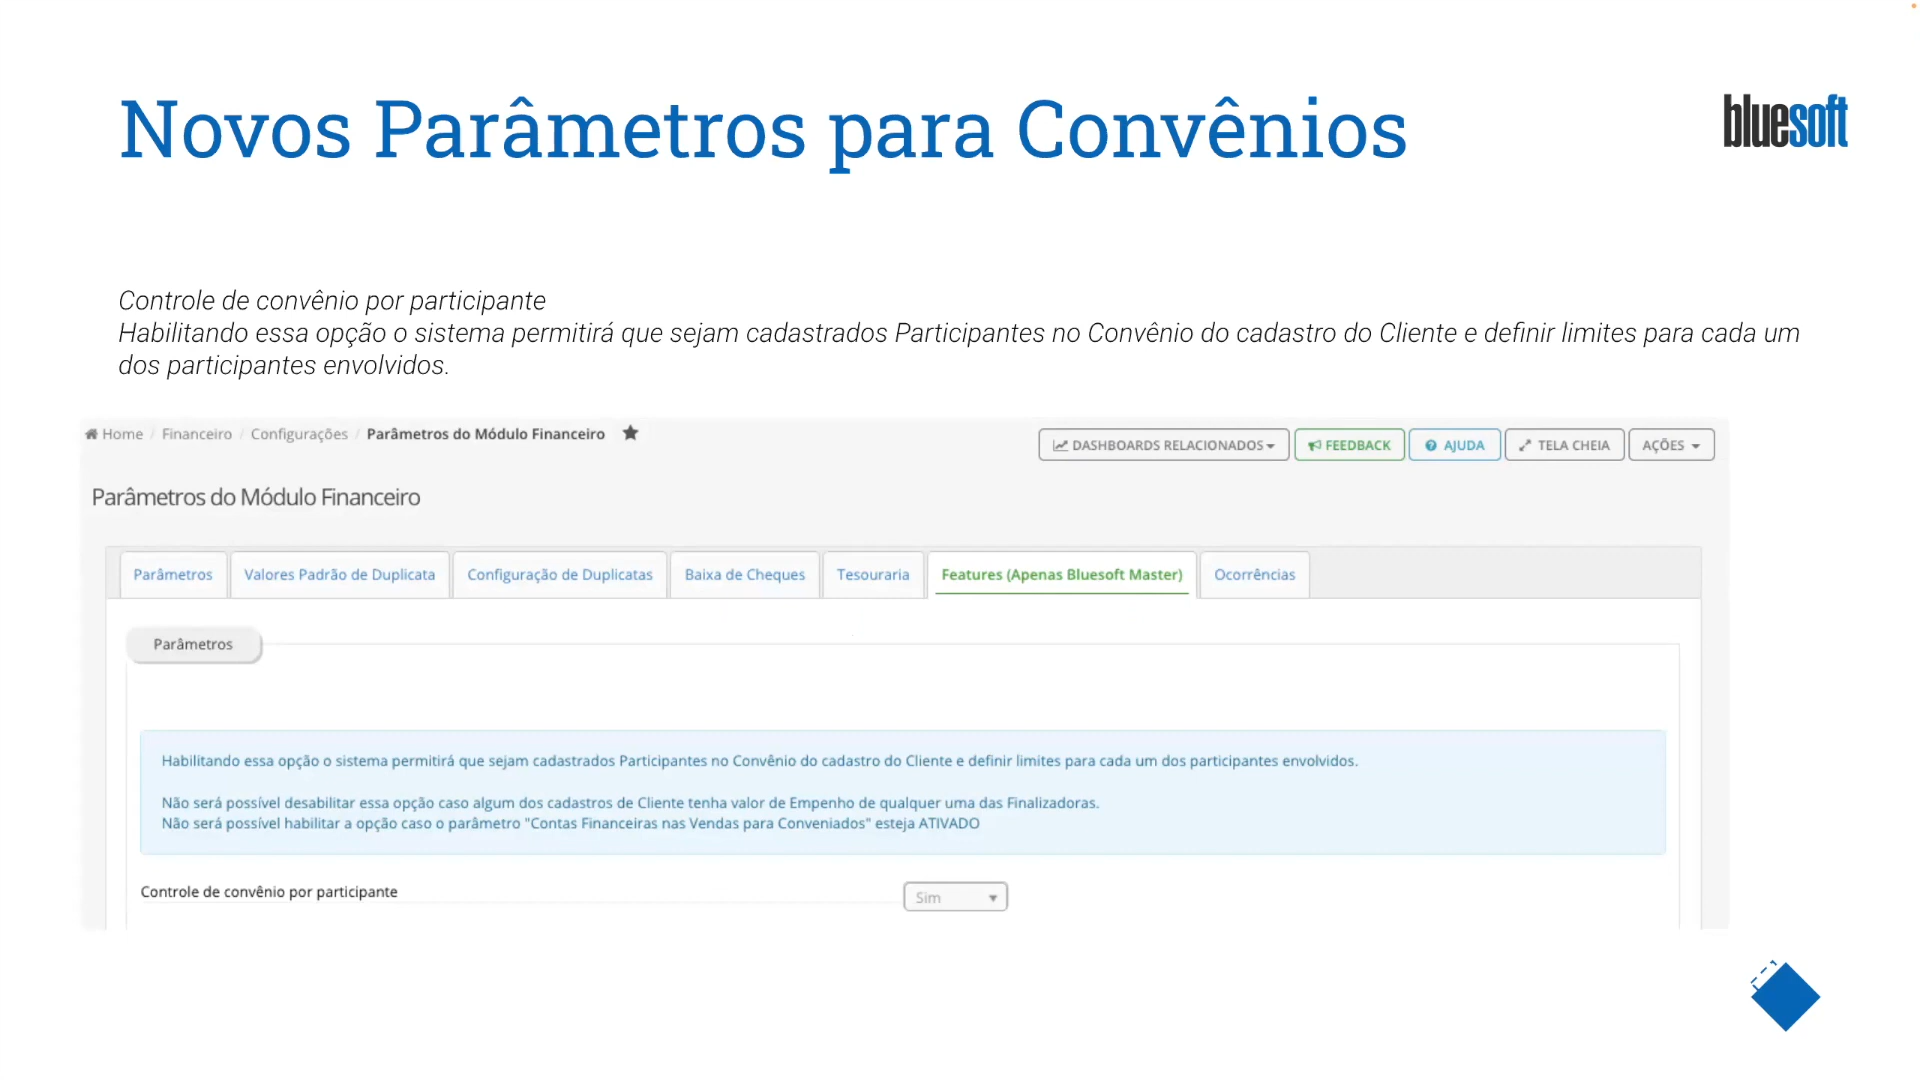 Novos Parâmetros para Convênios
bluesoft
Controle de convênio por participante
Habilitando essa opção o sistema permitirá que sejam cadastrados Participantes no Convênio do cadastro do Cliente e definir limites para cada um
dos participantes envolvidos.
Home / Financeiro / Configurações / Parâmetros do Módulo Financeiro
DASHBOARDS RELACIONADOS FEEDBACK AJUDA TELA CHEIA AÇÕES
Parâmetros do Módulo Financeiro
Parâmetros Valores Padrão de Duplicata Configuração de Duplicatas Baixa de Cheques Tesouraria Features (Apenas Bluesoft Master) Ocorrências
Parâmetros
Habilitando essa opção o sistema permitirá que sejam cadastrados Participantes no Convênio do cadastro do Cliente e definir limites para cada um dos participantes envolvidos.
Não será possível desabilitar essa opção caso algum dos cadastros de Cliente tenha valor de Empenho de qualquer uma das Finalizadoras.
Não será possível habilitar a opção caso o parâmetro "Contas Financeiras nas Vendas para Conveniados" esteja ATIVADO
Controle de convênio por participante Sim